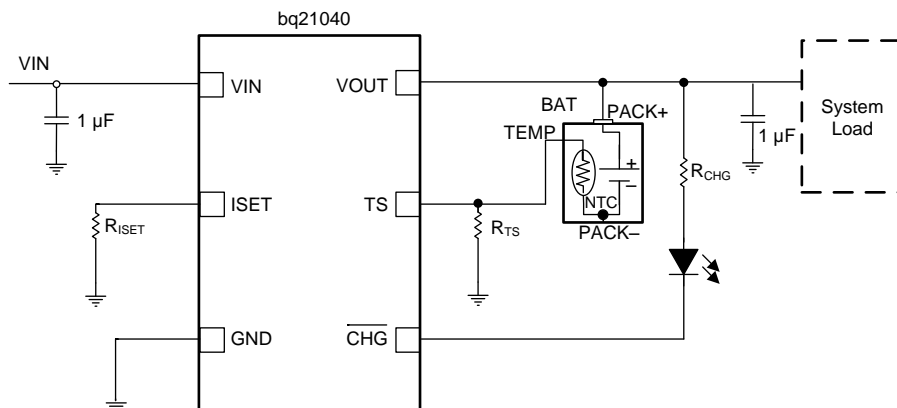 bq21040
VIN
VIN
VOUT
1 µF
BAT
PACK+
TEMP
+
−
NTC
PACK–
1 µF
System
Load
RCHG
ISET
TS
RISET
RTS
GND
CHG